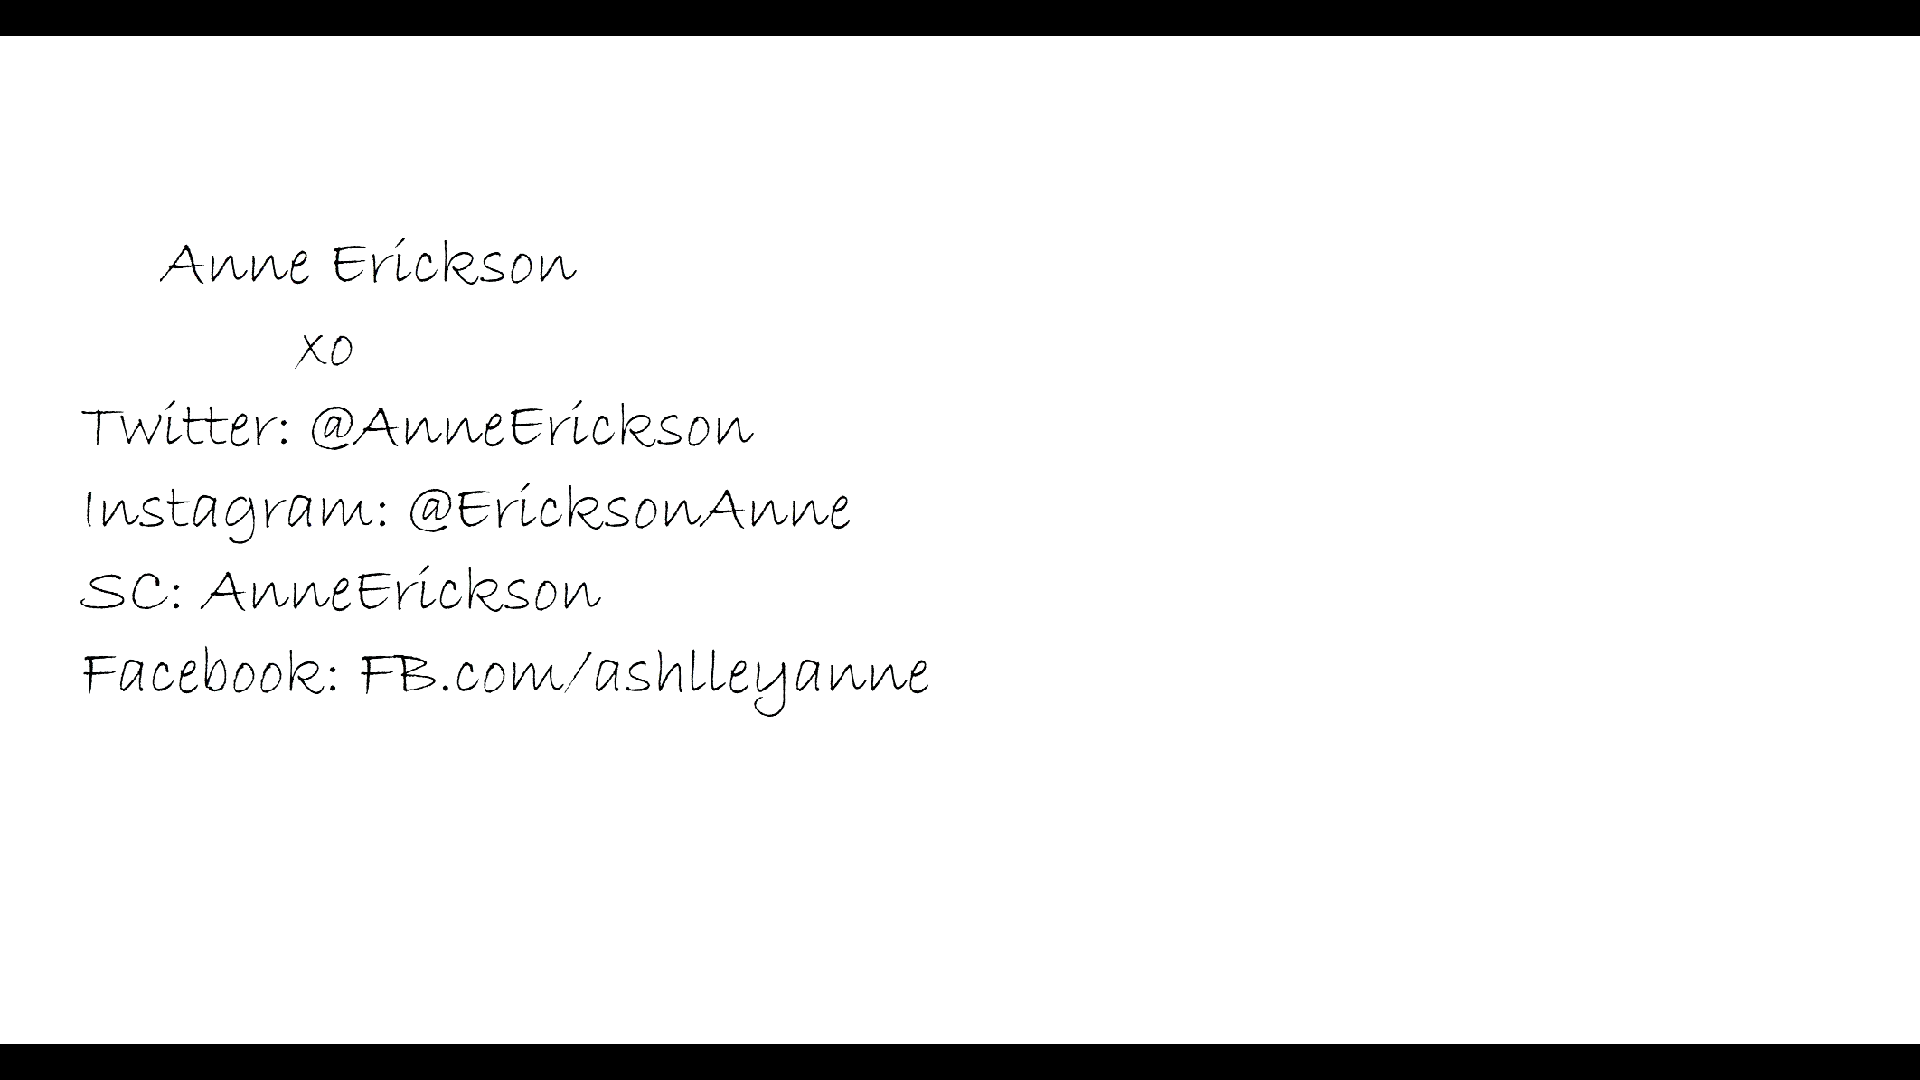 Anne Erickson
xo
Twitter: @AnneErickson
Instagram: @EricksonAnne
SC: AnneErickson
Facebook: FB.com/ashlleyanne